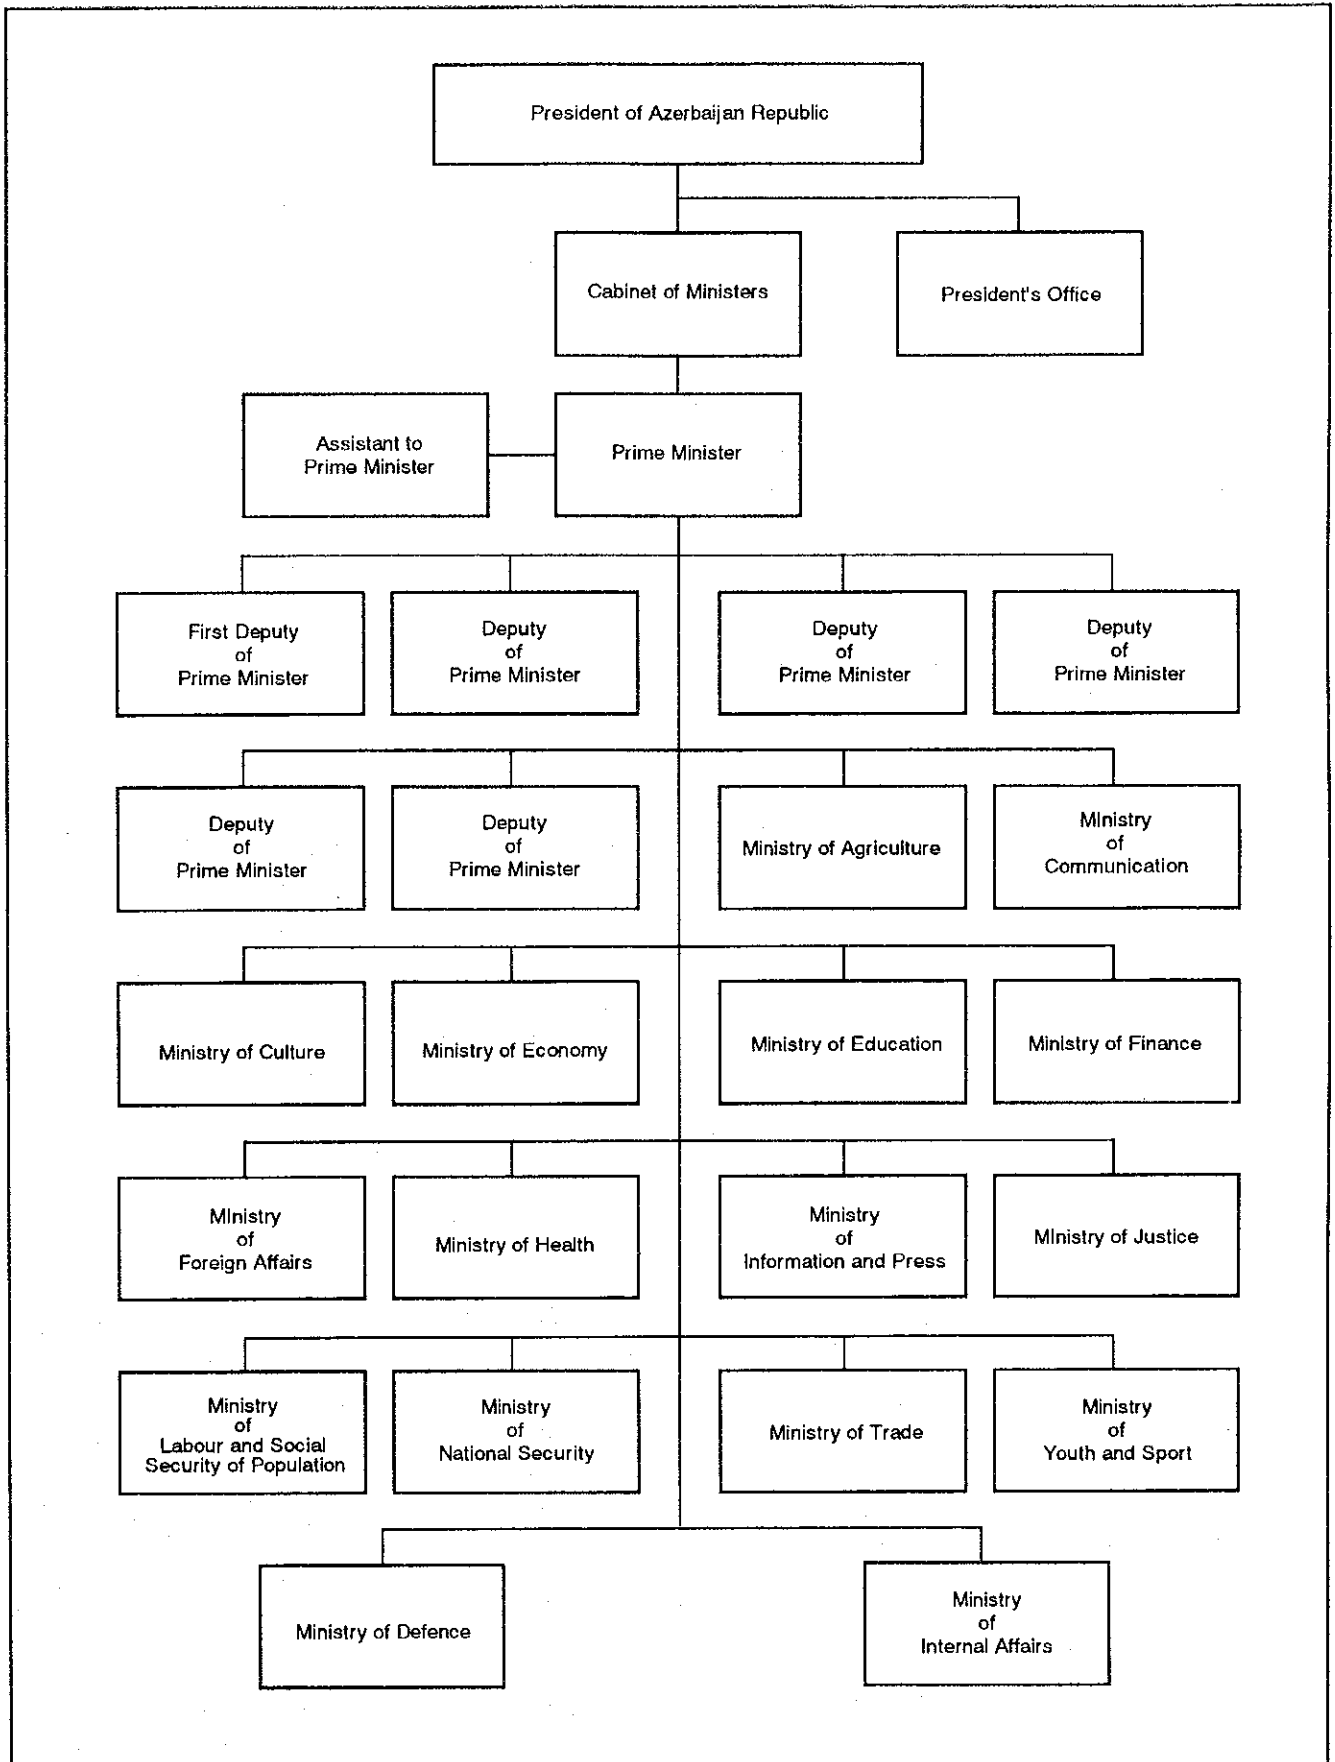 President of Azerbaijan Republic
Cabinet of Ministers
President's Office
Assistant to
Prime Minister
Prime Minister
First Deputy
of
Prime Minister
Deputy
of
Prime Minister
Deputy
of
Prime Minister
Deputy
of
Prime Minister
Deputy
of
Prime Minister
Deputy
of
Prime Minister
Ministry of Agriculture
Ministry
of
Communication
Ministry of Culture
Ministry of Economy
Ministry of Education
Ministry of Finance
Ministry
of
Foreign Affairs
Ministry of Health
Ministry
of
Information and Press
Ministry of Justice
Ministry
of
Labour and Social
Security of Population
Ministry
of
National Security
Ministry of Trade
Ministry
of
Youth and Sport
Ministry of Defence
Ministry
of
Internal Affairs